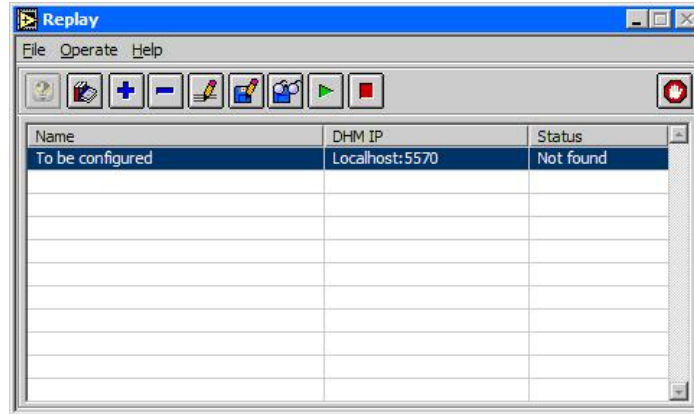 Replay
File Operate Help
Name DHM IP Status
To be configured Localhost:5570 Not found